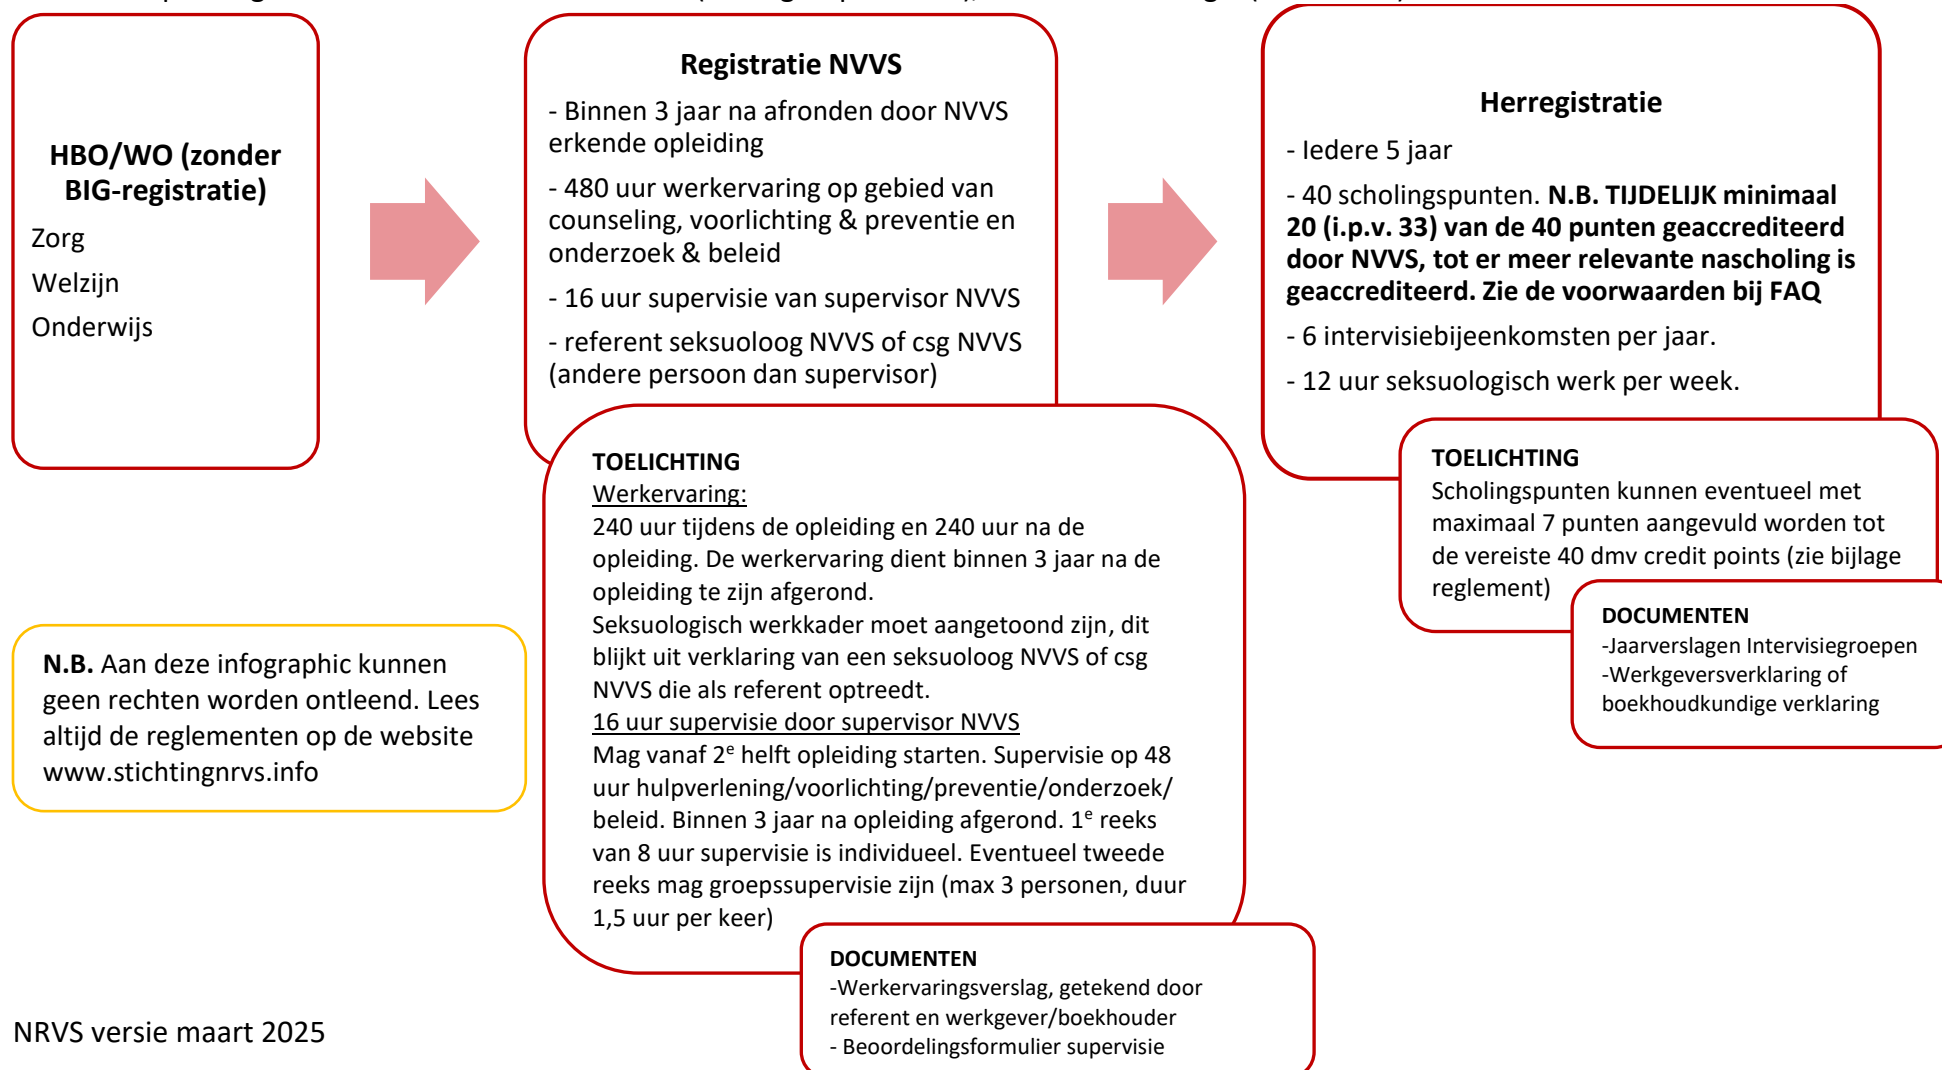 HBO/WO (zonder
BIG-registratie)
Zorg
Welzijn
Onderwijs
Registratie NVVS
- Binnen 3 jaar na afronden door NVVS
erkende opleiding
- 480 uur werkervaring op gebied van
counseling, voorlichting & preventie en
onderzoek & beleid
- 16 uur supervisie van supervisor NVVS
- referent seksuoloog NVVS of csg NVVS
(andere persoon dan supervisor)
TOELICHTING
Werkervaring:
240 uur tijdens de opleiding en 240 uur na de
opleiding. De werkervaring dient binnen 3 jaar na de
opleiding te zijn afgerond.
Seksuologisch werkkader moet aangetoond zijn, dit
blijkt uit verklaring van een seksuoloog NVVS of csg
NVVS die als referent optreedt.
16 uur supervisie door supervisor NVVS
Mag vanaf 2e helft opleiding starten. Supervisie op 48
uur hulpverlening/voorlichting/preventie/onderzoek/
beleid. Binnen 3 jaar na opleiding afgerond. 1e reeks
van 8 uur supervisie is individueel. Eventueel tweede
reeks mag groepssupervisie zijn (max 3 personen, duur
1,5 uur per keer)
DOCUMENTEN
-Werkervaringsverslag, getekend door
referent en werkgever/boekhouder
- Beoordelingsformulier supervisie
Herregistratie
- Iedere 5 jaar
- 40 scholingspunten. N.B. TIJDELIJK minimaal
20 (i.p.v. 33) van de 40 punten geaccrediteerd
door NVVS, tot er meer relevante nascholing is
geaccrediteerd. Zie de voorwaarden bij FAQ
- 6 intervisiebijeenkomsten per jaar.
- 12 uur seksuologisch werk per week.
TOELICHTING
Scholingspunten kunnen eventueel met
maximaal 7 punten aangevuld worden tot
de vereiste 40 dmv credit points (zie bijlage
reglement)
DOCUMENTEN
-Jaarverslagen Intervisiegroepen
-Werkgeversverklaring of
boekhoudkundige verklaring
N.B. Aan deze infographic kunnen
geen rechten worden ontleend. Lees
altijd de reglementen op de website
www.stichtingnrvs.info
NRVS versie maart 2025